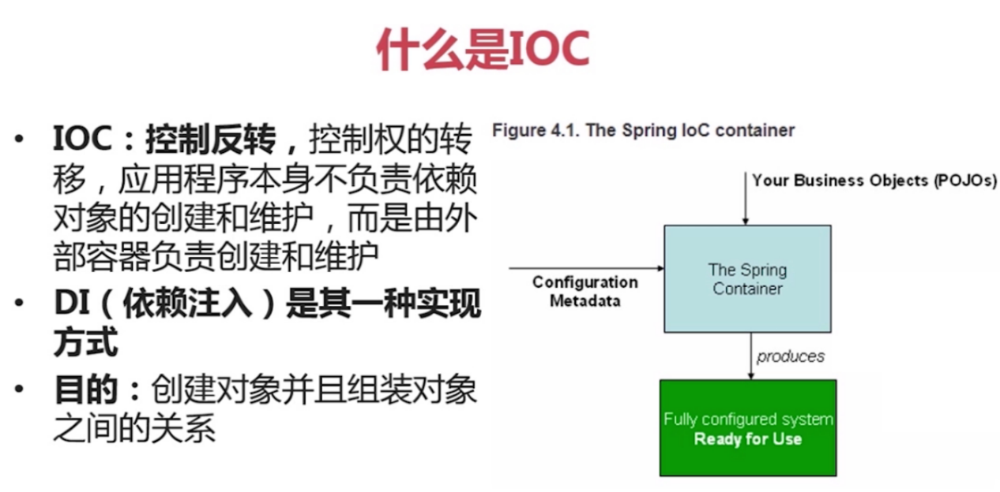 什么是IOC
• IOC：控制反转，控制权的转
移，应用程序本身不负责依赖
对象的创建和维护，而是由外
部容器负责创建和维护
• DI（依赖注入）是其一种实现
方式
• 目的：创建对象并且组装对象
之间的关系
Figure 4.1. The Spring IoC container
Your Business Objects (POJOs)
Configuration
Metadata
The Spring
Container
produces
Fully configured system
Ready for Use